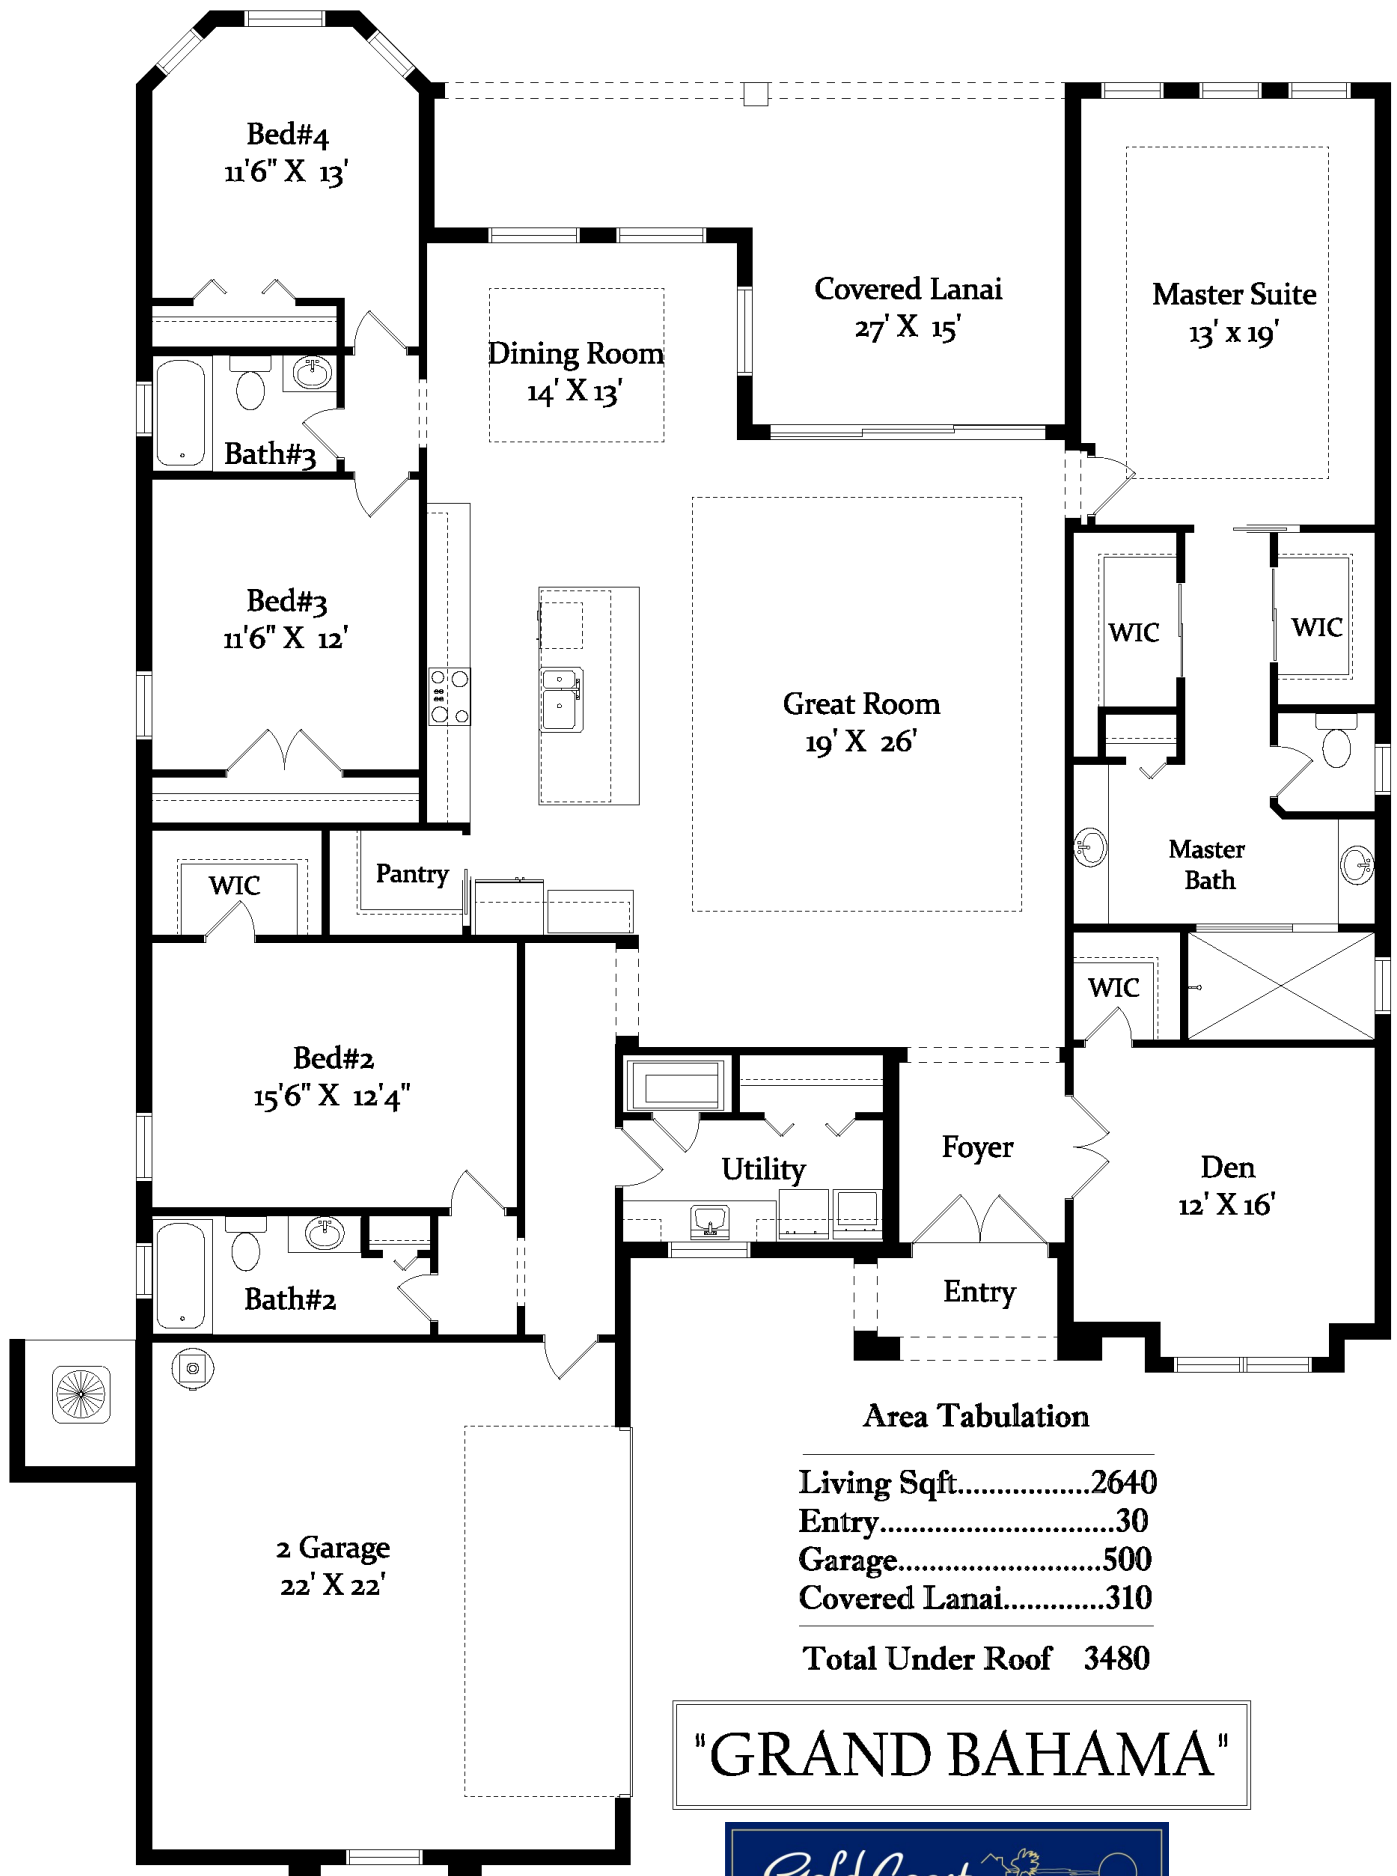 Bed#4
11'6" X 13'
Covered Lanai
27' X 15'
Master Suite
13' x 19'
Dining Room
14' X 13'
Bath#3
Bed#3
11'6" X 12'
WIC
WIC
Great Room
19' X 26'
Master
Bath
WIC
Pantry
WIC
Bed#2
15'6" X 12'4"
Utility
Foyer
Den
12' X 16'
Bath#2
Entry
2 Garage
22' X 22'
Area Tabulation
Living Sqft.................2640
Entry..............................30
Garage..........................500
Covered Lanai.............310
Total Under Roof 3480
"GRAND BAHAMA"
Gold Coast